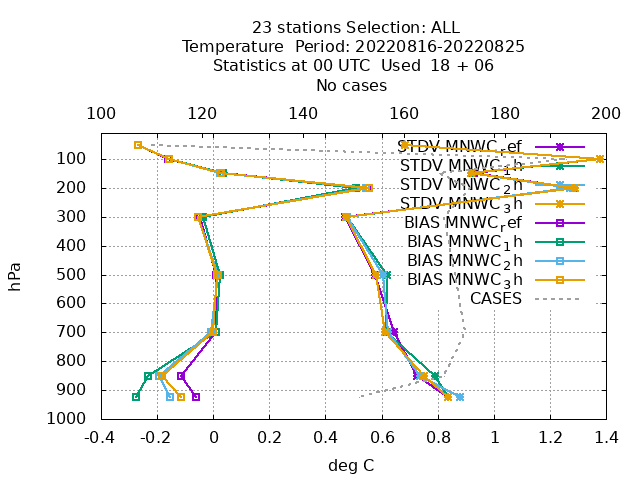 23 stations Selection: ALL
Temperature  Period: 20220816-20220825
Statistics at 00 UTC  Used  18 + 06
No cases
100 120 140 160 180 200
STDV MNWC_ref
STDV MNWC_1h
STDV MNWC_2h
STDV MNWC_3h
BIAS MNWC_ref
BIAS MNWC_1h
BIAS MNWC_2h
BIAS MNWC_3h
CASES
hPa
100
200
300
400
500
600
700
800
900
1000
-0.4 -0.2 0 0.2 0.4 0.6 0.8 1 1.2 1.4
deg C